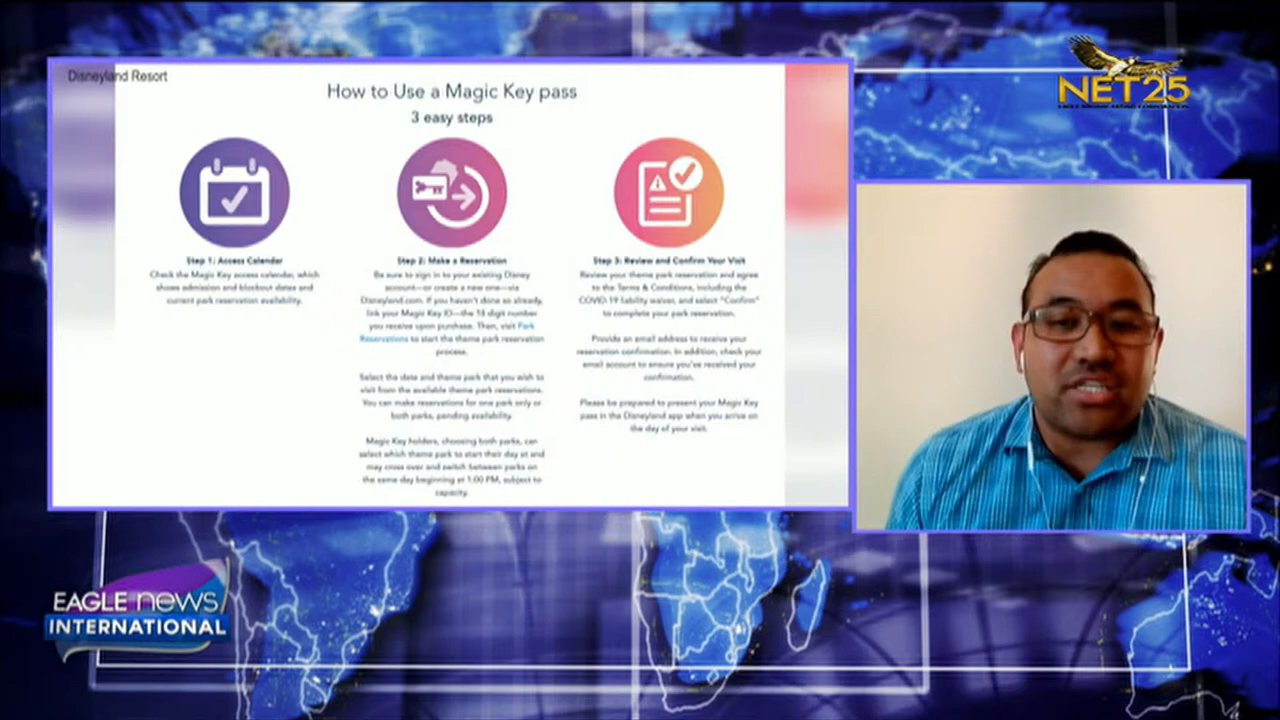 Disneyland Resort
How to Use a Magic Key pass
3 easy steps
Step 1: Access Calendar
Check the Magic Key access calendar, which
shows admission and blockout dates and
current park reservation availability.
Step 2: Make a Reservation
Be sure to sign in to your existing Disney
account—or create a new one—via
Disneyland.com. If you haven't done so already,
link your Magic Key ID—the 18 digit number
you receive upon purchase. Then, visit Park
Reservations to start the theme park reservation
process.
Select the date and theme park that you wish to
visit from the available theme park reservations.
You can make reservations for one park only or
both parks, pending availability.
Magic Key holders, choosing both parks, can
select which theme park to start their day at and
may cross over and switch between parks on
the same day beginning at 1:00 PM, subject to
capacity.
Step 3: Review and Confirm Your Visit
Review your theme park reservation and agree
to the Terms & Conditions, including the
COVID-19 liability waiver, and select "Confirm"
to complete your park reservation.
Provide an email address to receive your
reservation confirmation. In addition, check your
email account to ensure you've received your
confirmation.
Please be prepared to present your Magic Key
pass in the Disneyland app when you arrive on
the day of your visit.
NET25
EAGLE BROADCASTING CORPORATION
EAGLE news
INTERNATIONAL